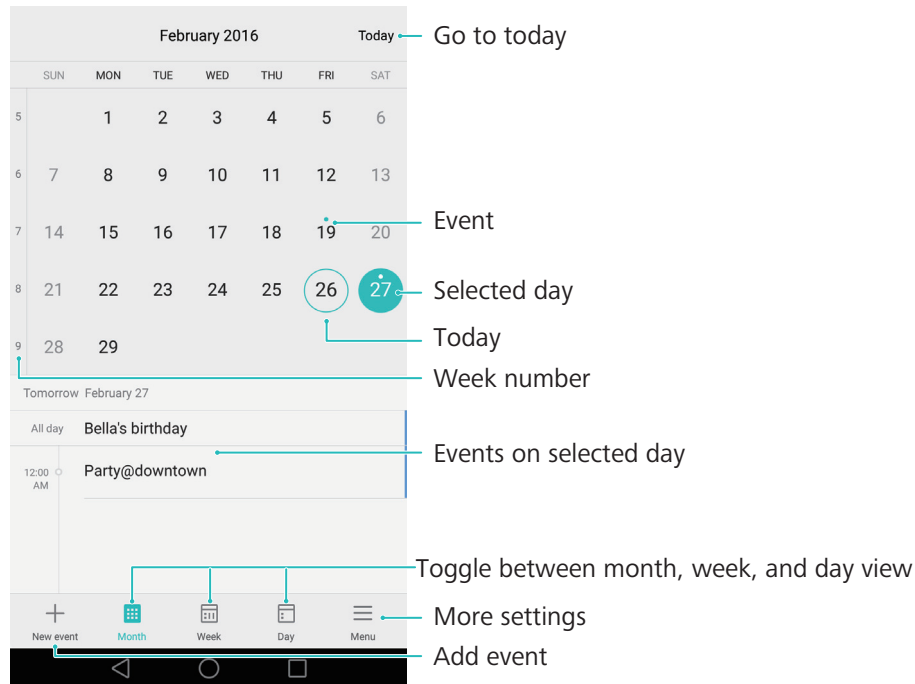 February 2016 Today Go to today
SUN MON TUE WED THU FRI SAT
5 1 2 3 4 5 6
6 7 8 9 10 11 12 13
Event
7 14 15 16 17 18 19 20
8 21 22 23 24 25 26 27 Selected day
Today
9 28 29
Week number
Tomorrow February 27
All day Bella's birthday
Events on selected day
12:00 AM Party@downtown
Toggle between month, week, and day view
More settings
New event Month Week Day Menu
Add event